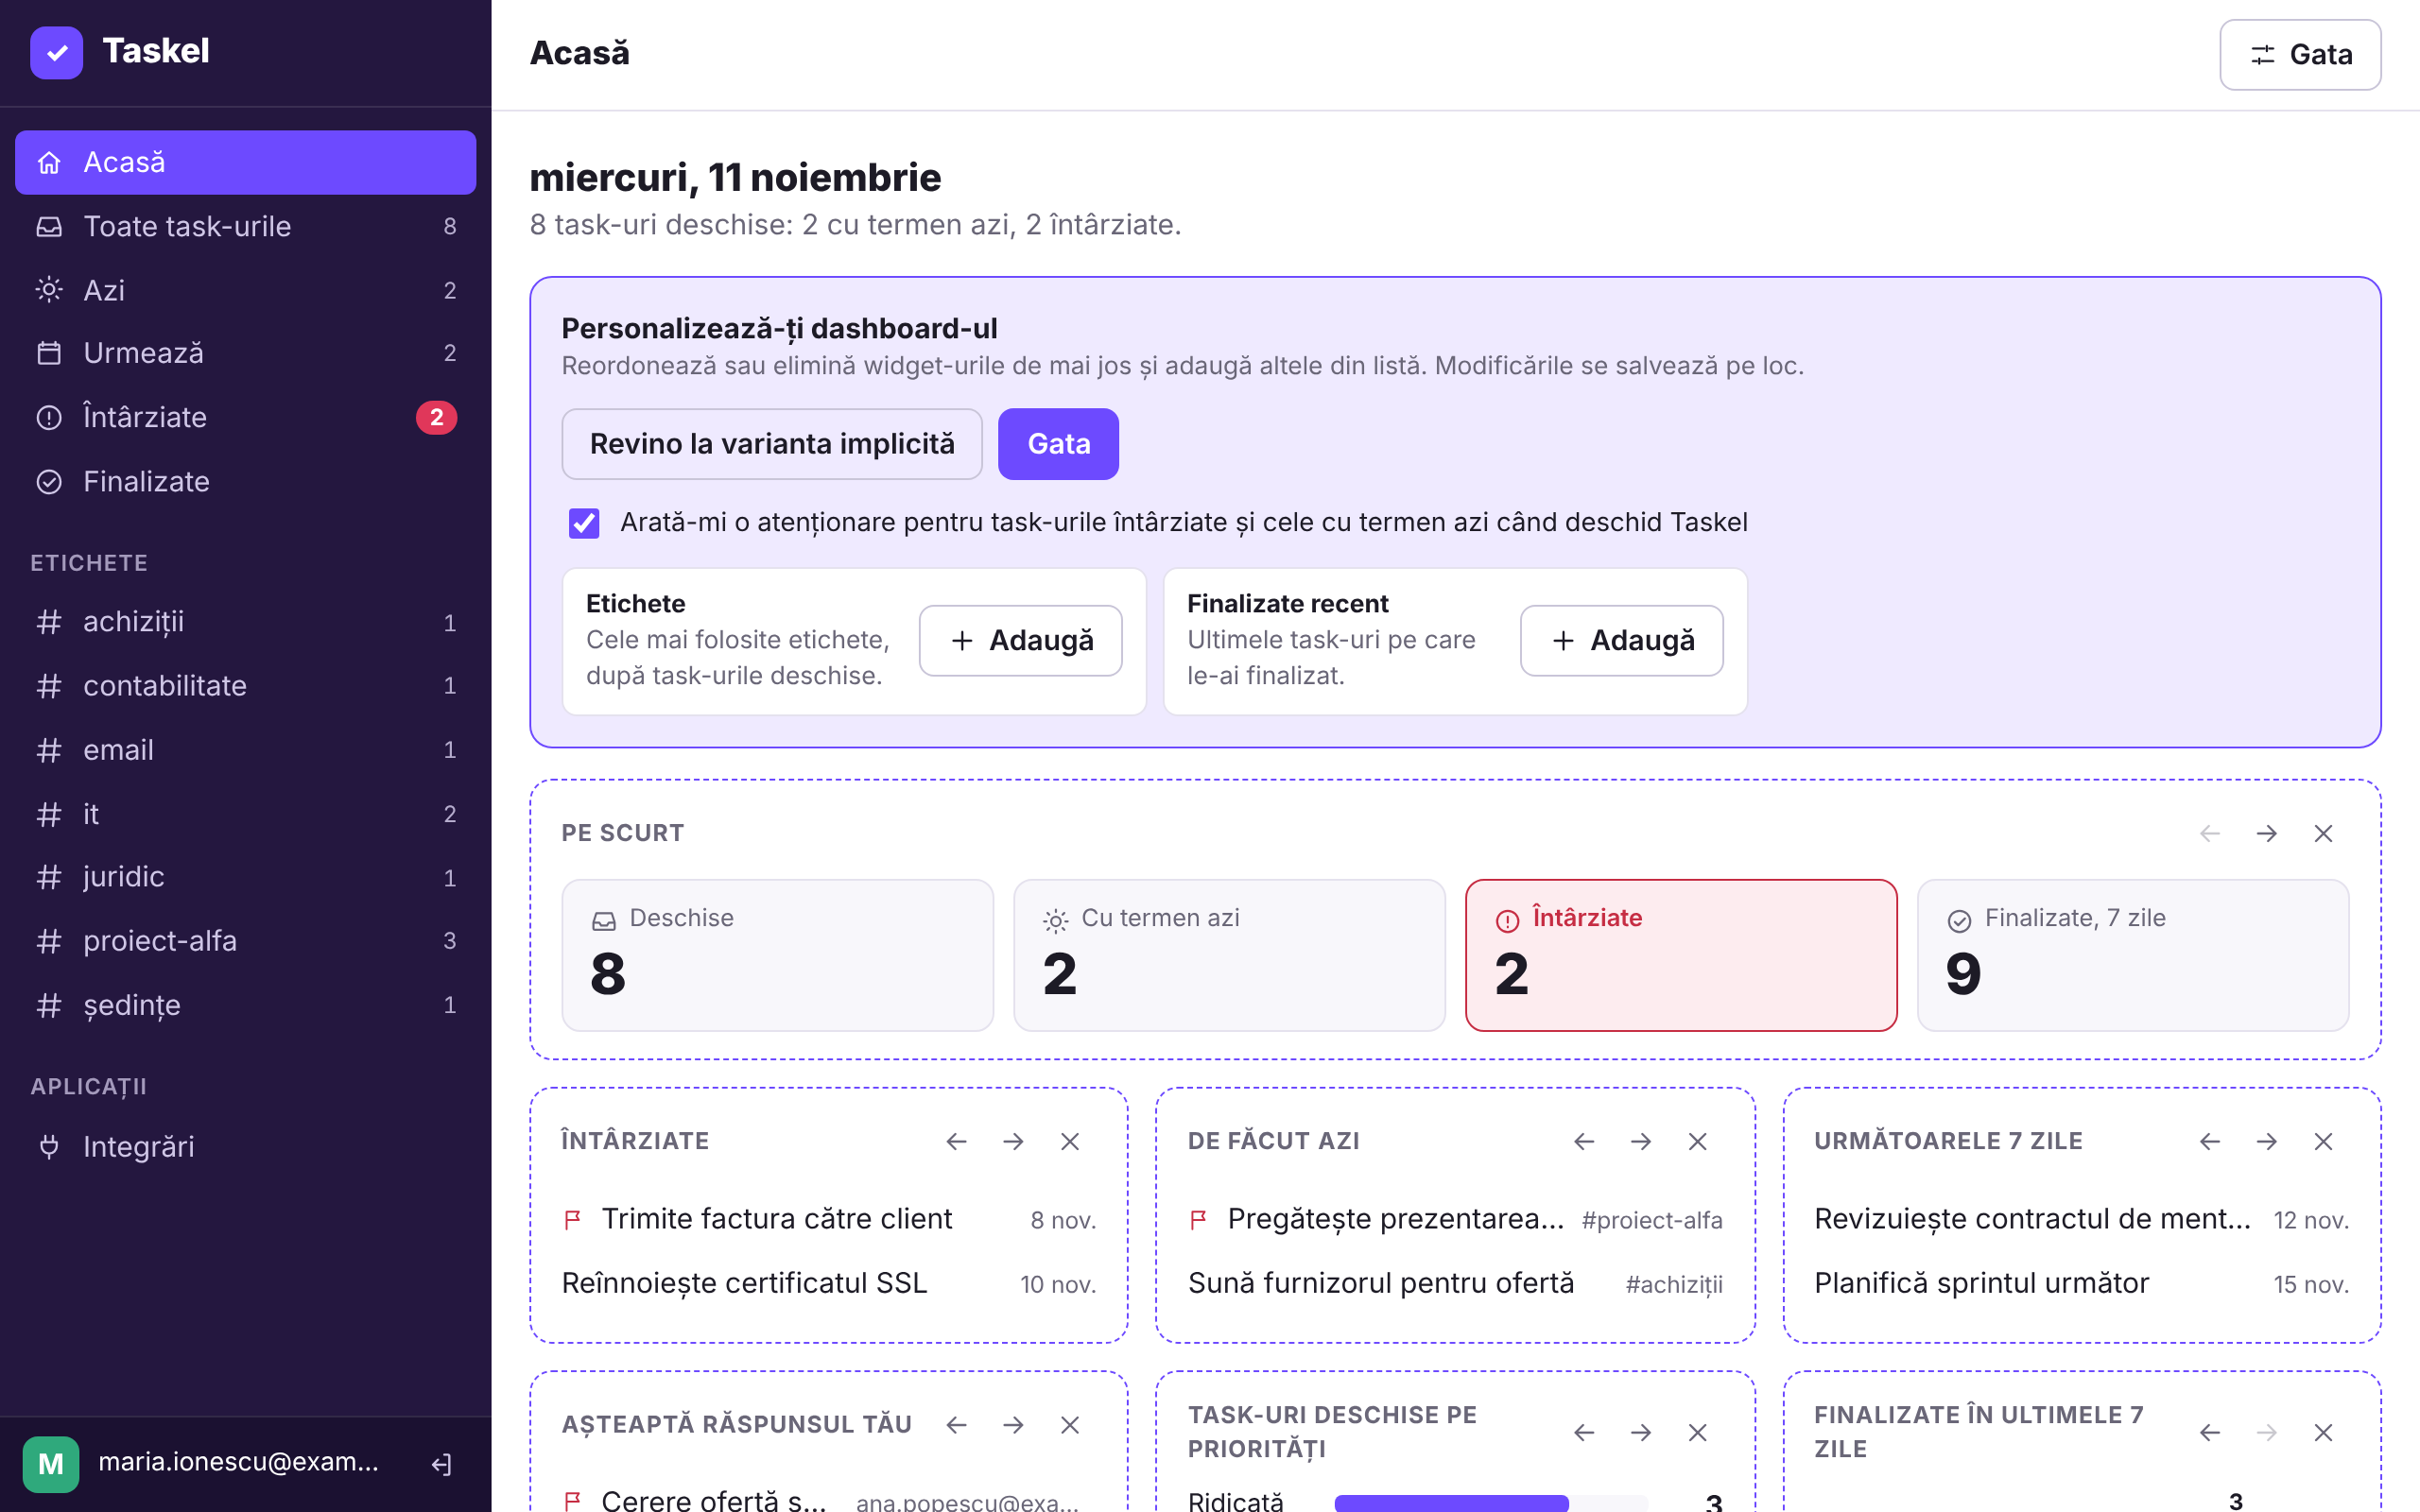 Taskel
Acasă
Toate task-urile 8
Azi 2
Urmează 2
Întârziate 2
Finalizate
ETICHETE
# achiziții 1
# contabilitate 1
# email 1
# it 2
# juridic 1
# proiect-alfa 3
# ședințe 1
APLICAȚII
Integrări
M maria.ionescu@exam...
Acasă
Gata
miercuri, 11 noiembrie
8 task-uri deschise: 2 cu termen azi, 2 întârziate.
Personalizează-ți dashboard-ul
Reordonează sau elimină widget-urile de mai jos și adaugă altele din listă. Modificările se salvează pe loc.
Revino la varianta implicită Gata
Arată-mi o atenționare pentru task-urile întârziate și cele cu termen azi când deschid Taskel
Etichete
Cele mai folosite etichete,
după task-urile deschise.
+ Adaugă
Finalizate recent
Ultimele task-uri pe care
le-ai finalizat.
+ Adaugă
PE SCURT
Deschise
8
Cu termen azi
2
Întârziate
2
Finalizate, 7 zile
9
ÎNTÂRZIATE
Trimite factura către client 8 nov.
Reînnoiește certificatul SSL 10 nov.
DE FĂCUT AZI
Pregătește prezentarea... #proiect-alfa
Sună furnizorul pentru ofertă #achiziții
URMĂTOARELE 7 ZILE
Revizuiește contractul de ment... 12 nov.
Planifică sprintul următor 15 nov.
AȘTEAPTĂ RĂSPUNSUL TĂU
Cerere ofertă s... ana.popescu@exa...
TASK-URI DESCHISE PE
PRIORITĂȚI
Ridicată 3
FINALIZATE ÎN ULTIMELE 7
ZILE
3